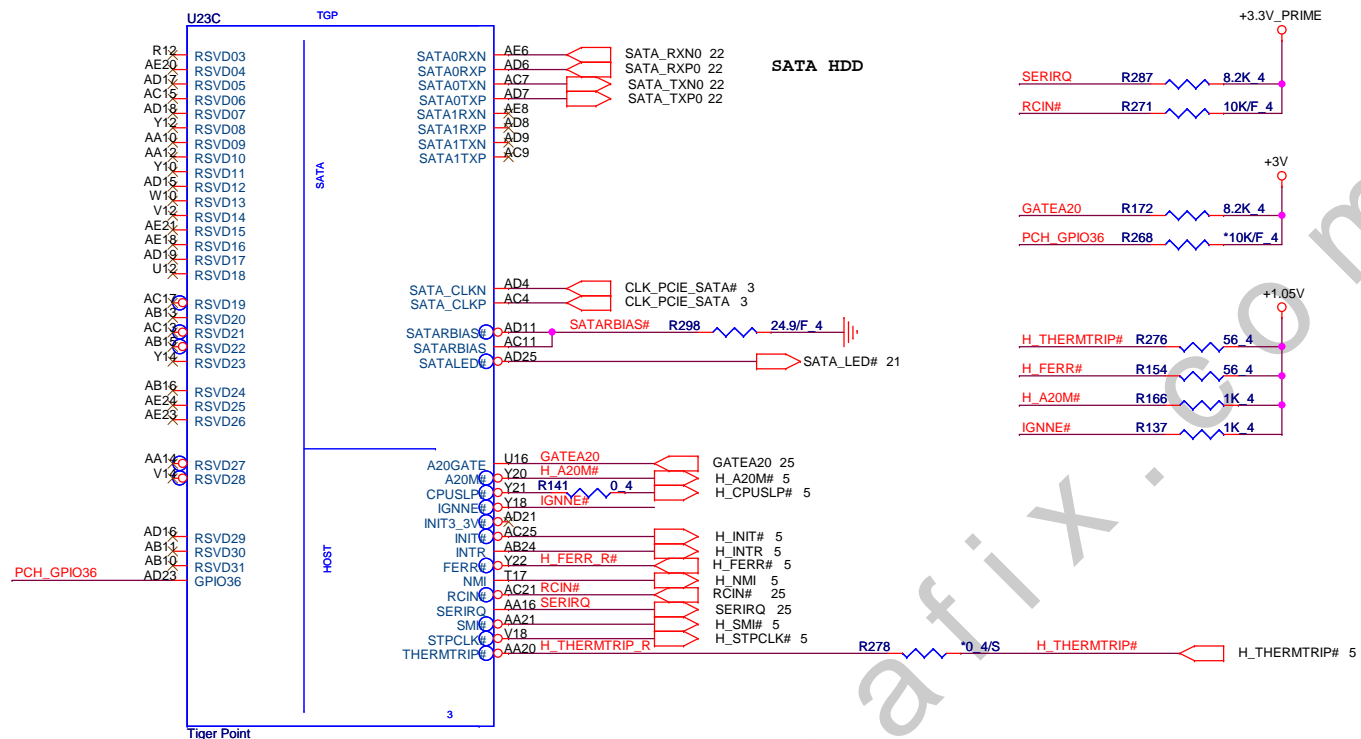 U23C
TGP
R12 RSVD03
AE20 RSVD04
AD17 RSVD05
AC15 RSVD06
AD18 RSVD07
Y12 RSVD08
AA10 RSVD09
AA12 RSVD10
Y10 RSVD11
AD15 RSVD12
W10 RSVD13
V12 RSVD14
AE21 RSVD15
AE18 RSVD16
AD19 RSVD17
U12 RSVD18
AC17 RSVD19
AB13 RSVD20
AC13 RSVD21
AB15 RSVD22
Y14 RSVD23
AB16 RSVD24
AE24 RSVD25
AE23 RSVD26
AA14 RSVD27
V14 RSVD28
AD16 RSVD29
AB11 RSVD30
AB10 RSVD31
PCH_GPIO36 AD23 GPIO36
SATA
HOST
SATA0RXN AE6 SATA_RXN0 22
SATA0RXP AD6 SATA_RXP0 22
SATA0TXN AC7 SATA_TXN0 22
SATA0TXP AD7 SATA_TXP0 22
SATA1RXN AE8
SATA1RXP AD8
SATA1TXN AD9
SATA1TXP AC9
SATA HDD
SATA_CLKN AD4 CLK_PCIE_SATA# 3
SATA_CLKP AC4 CLK_PCIE_SATA 3
SATARBIAS# AD11 SATARBIAS# R298 24.9/F_4
SATARBIAS AC11
SATALED# AD25 SATA_LED# 21
A20GATE U16 GATEA20 GATEA20 25
A20M# Y20 H_A20M# H_A20M# 5
CPUSLP# Y21 R141 0_4 H_CPUSLP# 5
IGNNE# Y18 IGNNE#
INIT3_3V# AD21
INIT# AC25 H_INIT# 5
INTR AB24 H_INTR 5
FERR# Y22 H_FERR_R# H_FERR# 5
NMI T17 H_NMI 5
RCIN# AC21 RCIN# RCIN# 25
SERIRQ AA16 SERIRQ SERIRQ 25
SMI# AA21 H_SMI# 5
STPCLK# V18 H_STPCLK# 5
THERMTRIP# AA20 H_THERMTRIP_R R278 *0_4/S H_THERMTRIP# H_THERMTRIP# 5
3
Tiger Point
+3.3V_PRIME
SERIRQ R287 8.2K_4
RCIN# R271 10K/F_4
+3V
GATEA20 R172 8.2K_4
PCH_GPIO36 R268 *10K/F_4
+1.05V
H_THERMTRIP# R276 56_4
H_FERR# R154 56_4
H_A20M# R166 1K_4
IGNNE# R137 1K_4
afix.com